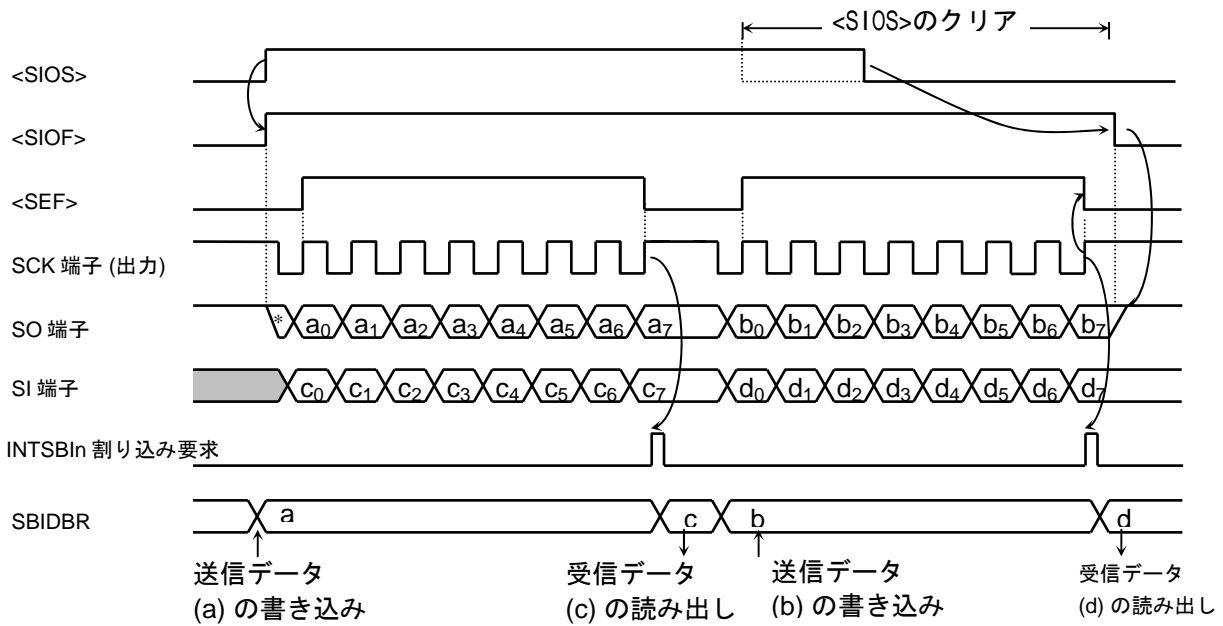 <SIOS>のクリア
<SIOS>
<SIOF>
<SEF>
SCK 端子 (出力)
SO 端子
* a0 a1 a2 a3 a4 a5 a6 a7 b0 b1 b2 b3 b4 b5 b6 b7
SI 端子
c0 c1 c2 c3 c4 c5 c6 c7 d0 d1 d2 d3 d4 d5 d6 d7
INTSBIn 割り込み要求
SBIDBR
a c b d
送信データ
(a) の書き込み
受信データ
(c) の読み出し
送信データ
(b) の書き込み
受信データ
(d) の読み出し